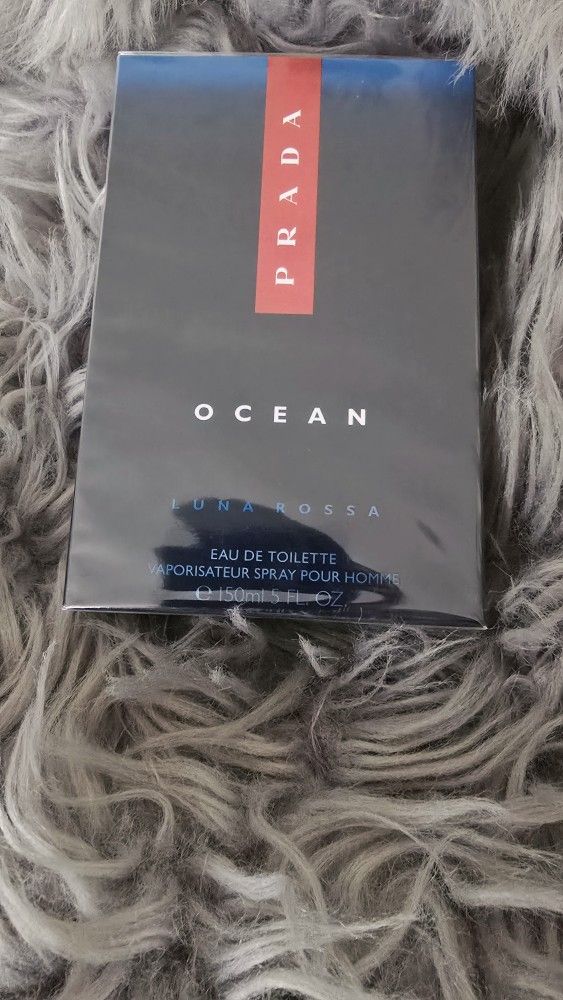 PRADA
OCEAN
LUNA ROSSA
EAU DE TOILETTE
VAPORISATEUR SPRAY POUR HOMME
℮ 150ml 5 FL. OZ